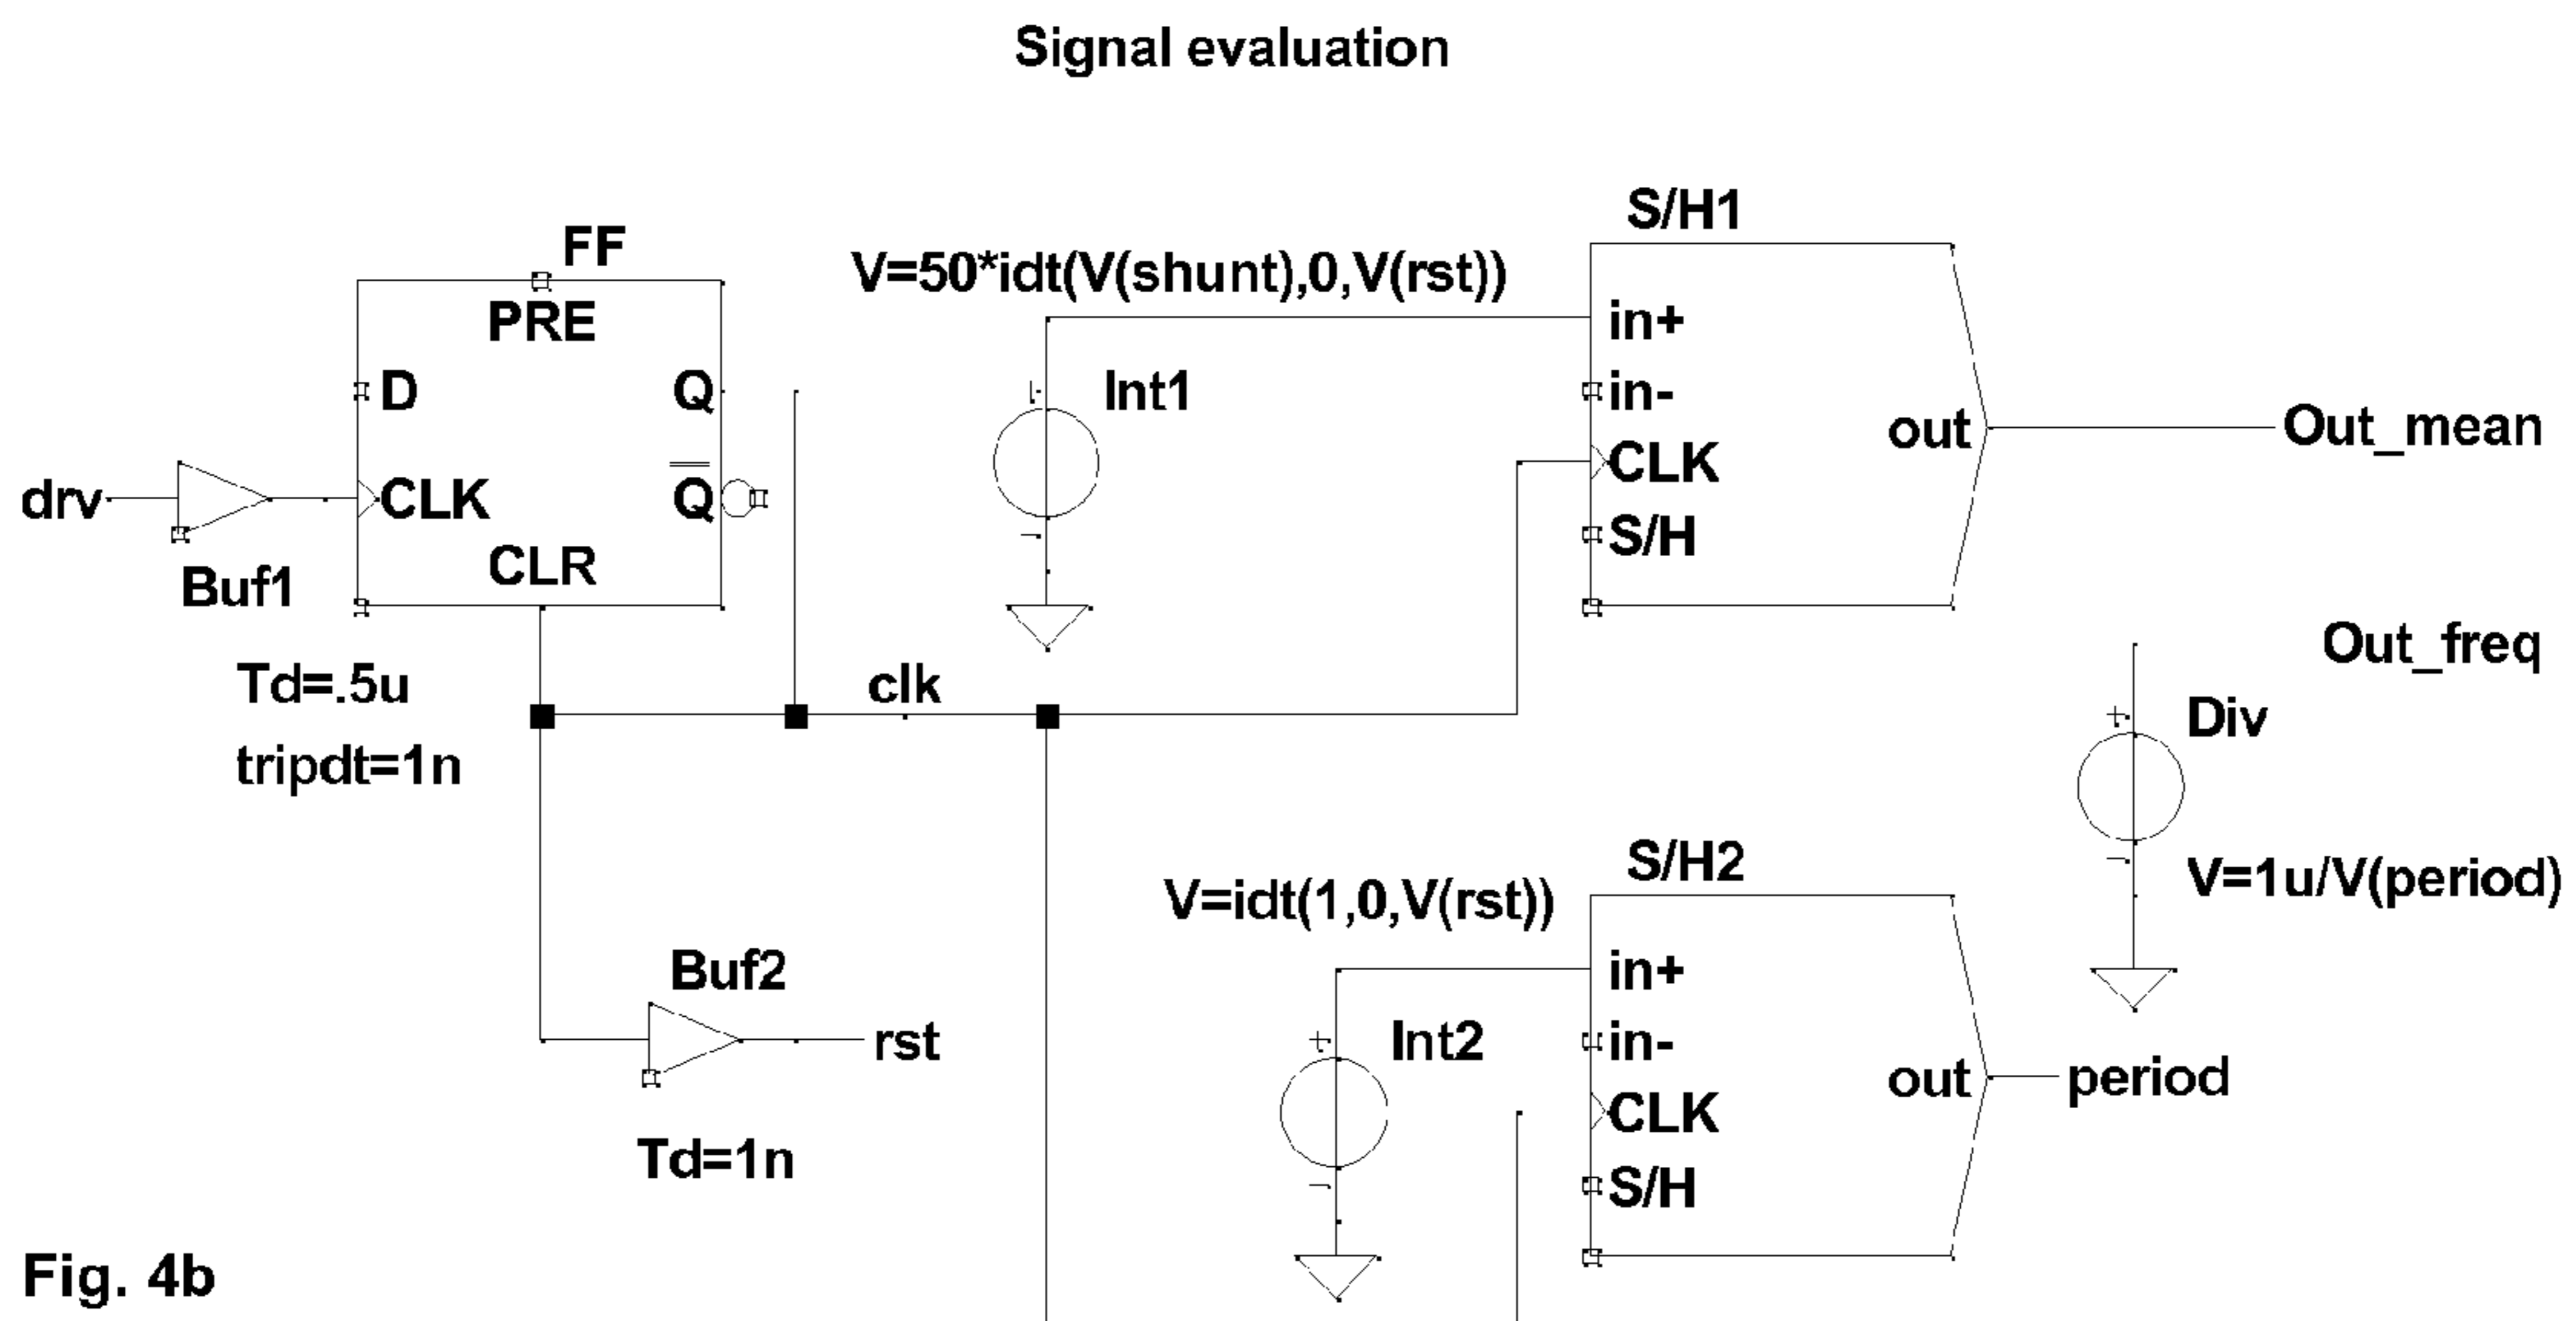 Signal evaluation
S/H1
FF
V=50*idt(V(shunt),0,V(rst))
PRE
in+
D
Q
Int1
in-
out
Out_mean
drv
CLK
Q
CLK
S/H
CLR
Buf1
Td=.5u
tripdt=1n
clk
Out_freq
Div
S/H2
V=1u/V(period)
V=idt(1,0,V(rst))
Buf2
in+
rst
Int2
in-
out
period
CLK
Td=1n
S/H
Fig. 4b